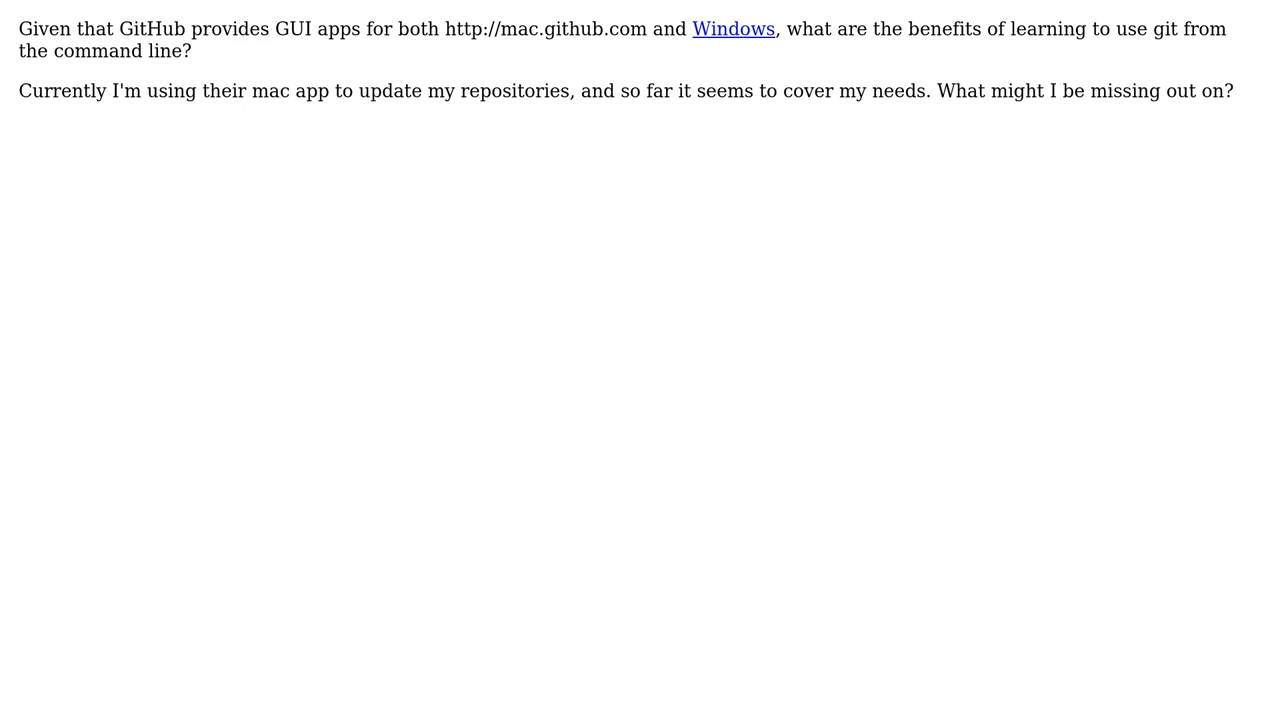 Given that GitHub provides GUI apps for both http://mac.github.com and Windows, what are the benefits of learning to use git from
the command line?
Currently I'm using their mac app to update my repositories, and so far it seems to cover my needs. What might I be missing out on?